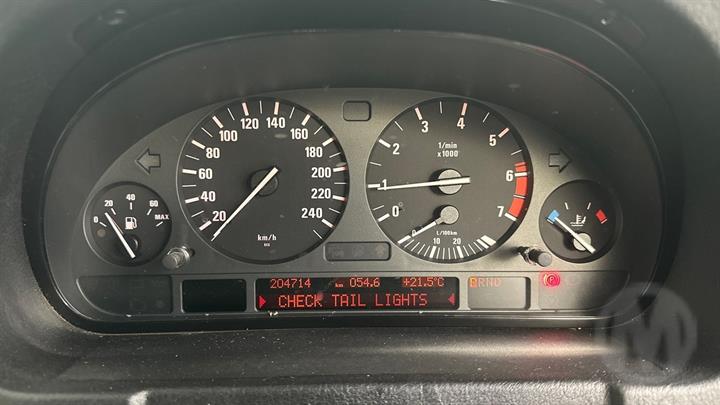 20 40 60 80 100 120 140 160 180 200 220 240
km/h
0 1 2 3 4 5 6 7
1/min
x1000
0 20 40 60 MAX
0 10 20
L/100km
204714 km 054.6 +21.5°C PRND
CHECK TAIL LIGHTS
M